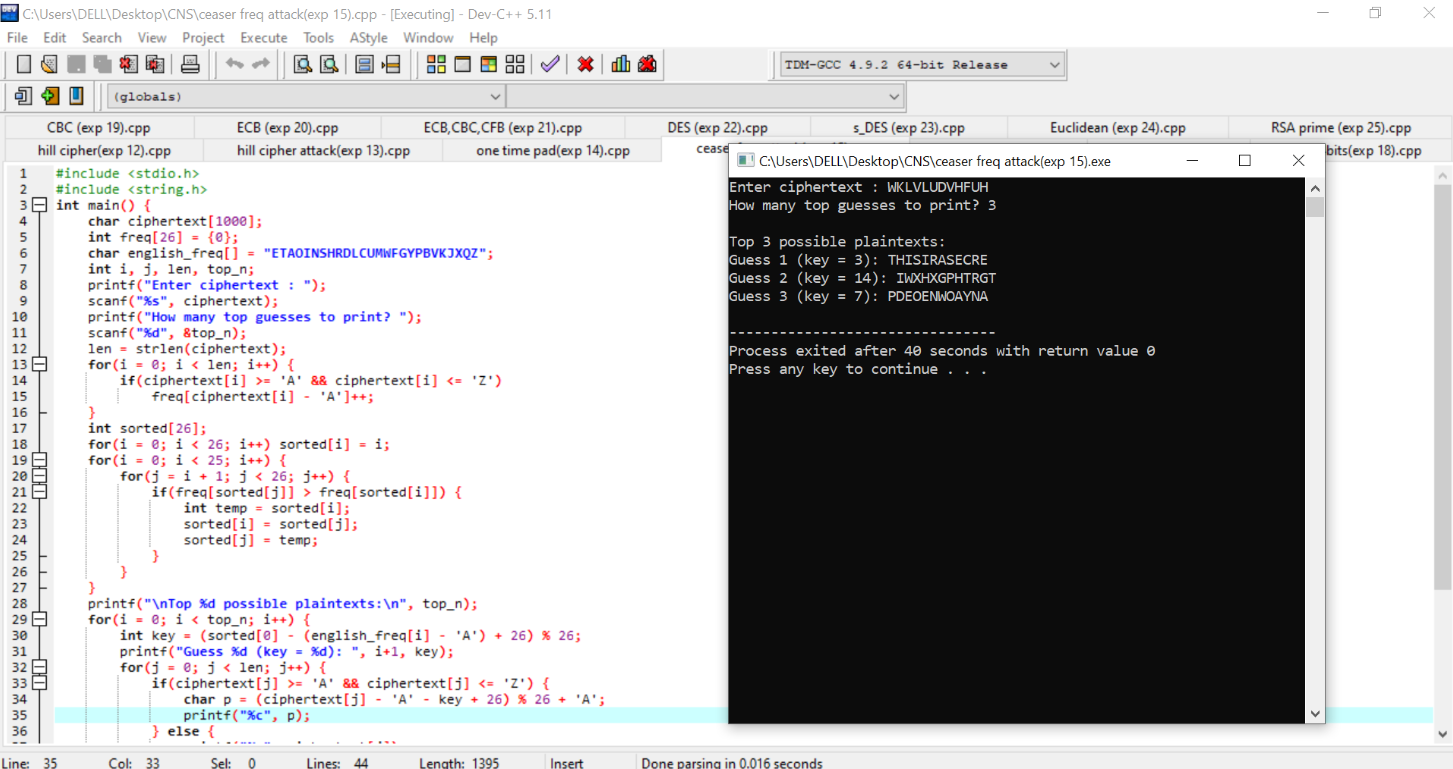 C:\Users\DELL\Desktop\CNS\ceaser freq attack(exp 15).cpp - [Executing] - Dev-C++ 5.11
File Edit Search View Project Execute Tools AStyle Window Help
TDM-GCC 4.9.2 64-bit Release
(globals)
CBC (exp 19).cpp ECB (exp 20).cpp ECB,CBC,CFB (exp 21).cpp DES (exp 22).cpp s_DES (exp 23).cpp Euclidean (exp 24).cpp RSA prime (exp 25).cpp
hill cipher(exp 12).cpp hill cipher attack(exp 13).cpp one time pad(exp 14).cpp bits(exp 18).cpp
1 #include <stdio.h>
2 #include <string.h>
3 int main() {
4 char ciphertext[1000];
5 int freq[26] = {0};
6 char english_freq[] = "ETAOINSHRDLCUMWFGYPBVKJXQZ";
7 int i, j, len, top_n;
8 printf("Enter ciphertext : ");
9 scanf("%s", ciphertext);
10 printf("How many top guesses to print? ");
11 scanf("%d", &top_n);
12 len = strlen(ciphertext);
13 for(i = 0; i < len; i++) {
14 if(ciphertext[i] >= 'A' && ciphertext[i] <= 'Z')
15 freq[ciphertext[i] - 'A']++;
16 }
17 int sorted[26];
18 for(i = 0; i < 26; i++) sorted[i] = i;
19 for(i = 0; i < 25; i++) {
20 for(j = i + 1; j < 26; j++) {
21 if(freq[sorted[j]] > freq[sorted[i]]) {
22 int temp = sorted[i];
23 sorted[i] = sorted[j];
24 sorted[j] = temp;
25 }
26 }
27 }
28 printf("\nTop %d possible plaintexts:\n", top_n);
29 for(i = 0; i < top_n; i++) {
30 int key = (sorted[0] - (english_freq[i] - 'A') + 26) % 26;
31 printf("Guess %d (key = %d): ", i+1, key);
32 for(j = 0; j < len; j++) {
33 if(ciphertext[j] >= 'A' && ciphertext[j] <= 'Z') {
34 char p = (ciphertext[j] - 'A' - key + 26) % 26 + 'A';
35 printf("%c", p);
36 } else {
C:\Users\DELL\Desktop\CNS\ceaser freq attack(exp 15).exe
Enter ciphertext : WKLVLUDVHFUH
How many top guesses to print? 3
Top 3 possible plaintexts:
Guess 1 (key = 3): THISIRASECRE
Guess 2 (key = 14): IWXHXGPHTRGT
Guess 3 (key = 7): PDEOENWOAYNA
--------------------------------
Process exited after 40 seconds with return value 0
Press any key to continue . . .
Line: 35 Col: 33 Sel: 0 Lines: 44 Length: 1395 Insert Done parsing in 0.016 seconds